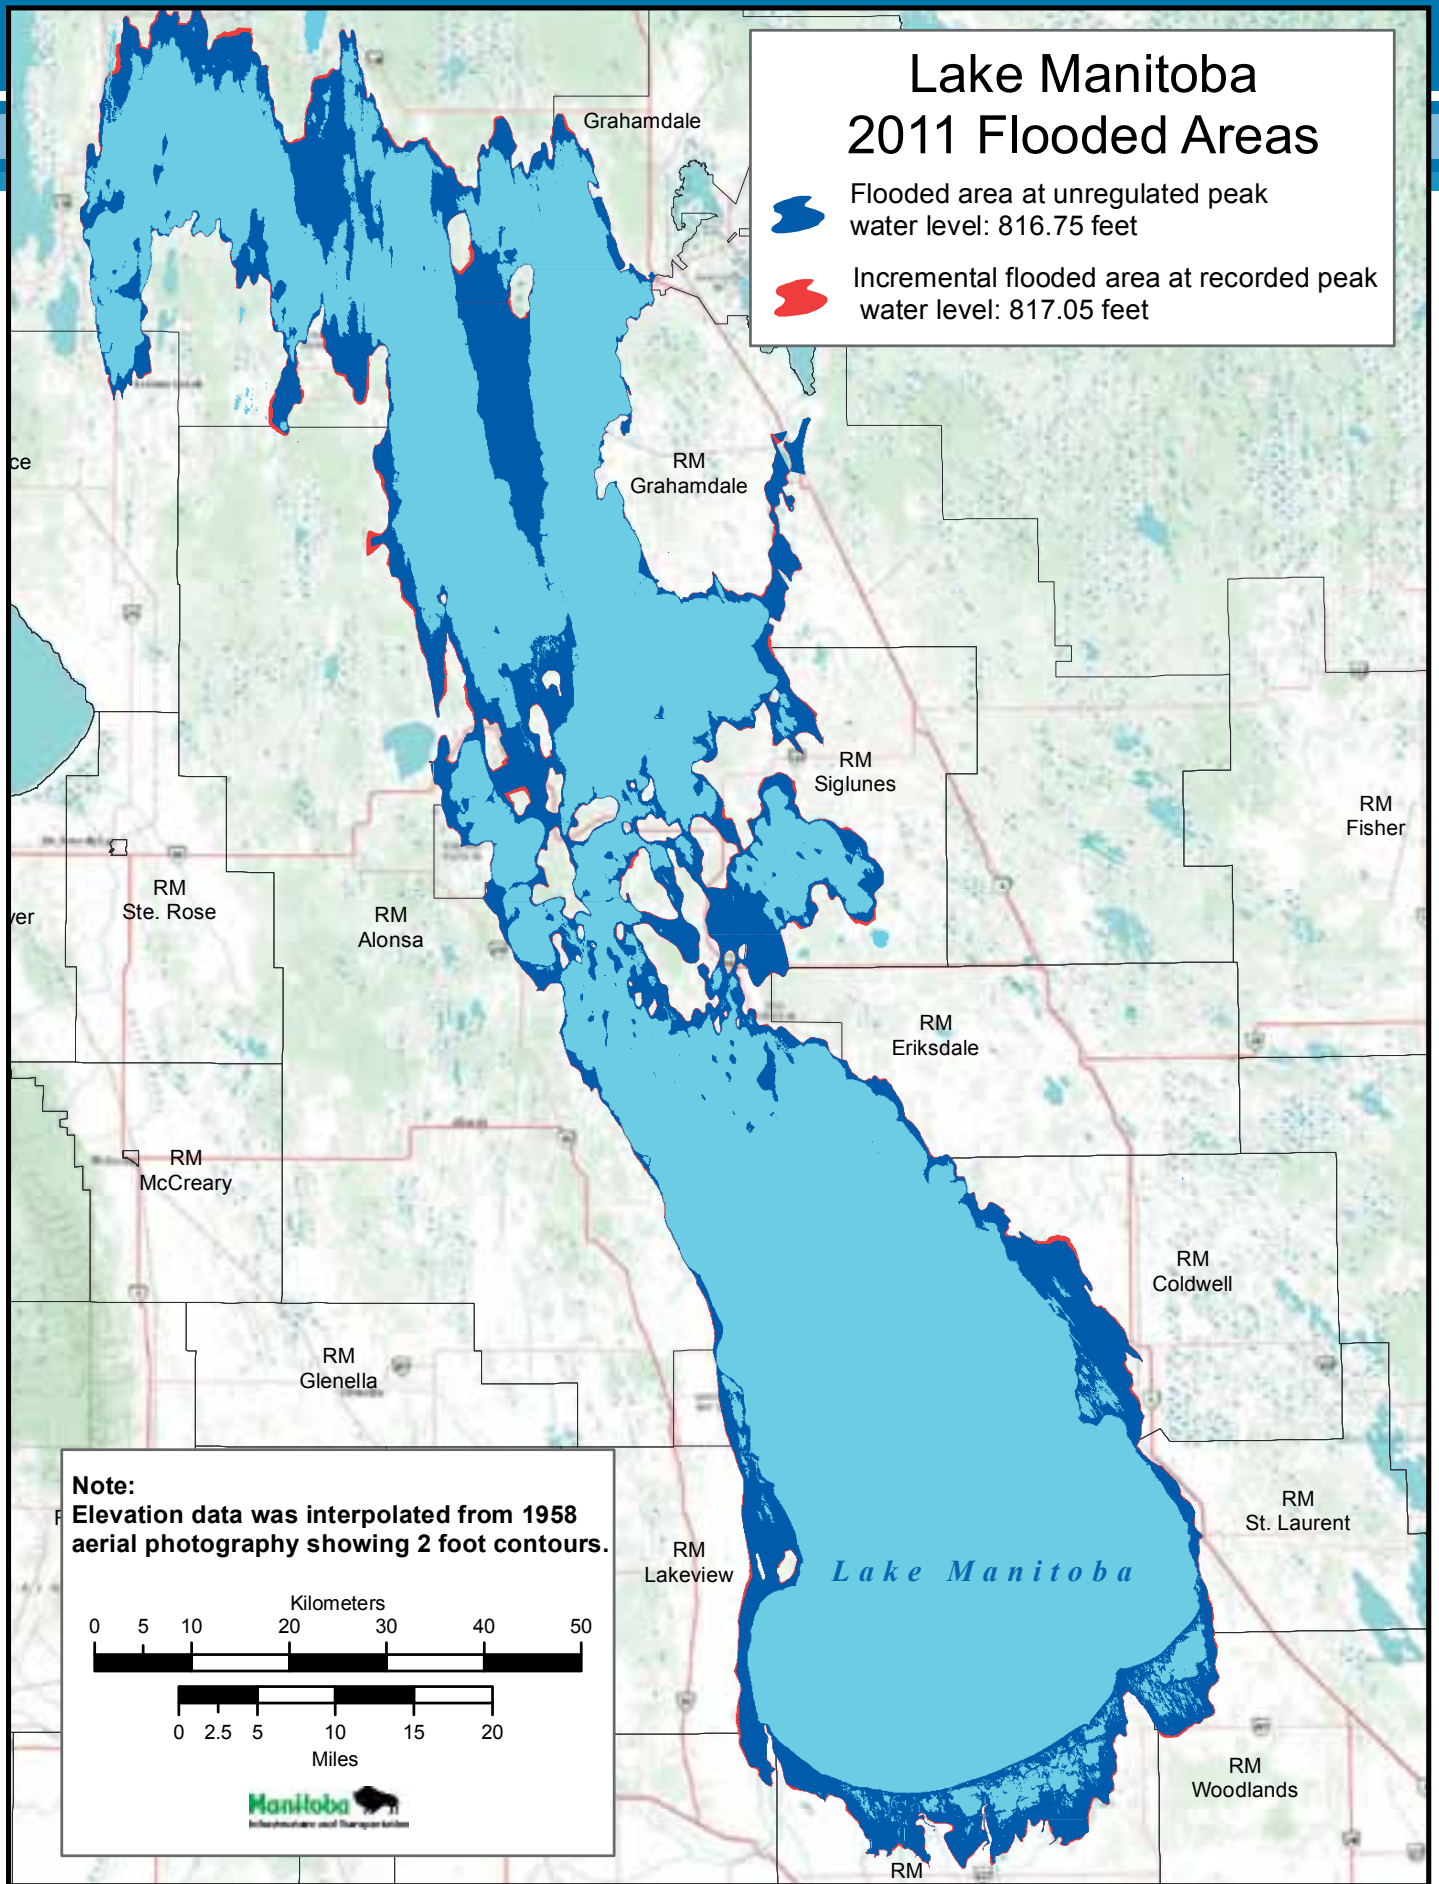 Lake Manitoba
2011 Flooded Areas
Flooded area at unregulated peak
water level: 816.75 feet
Incremental flooded area at recorded peak
water level: 817.05 feet
Grahamdale
RM
Grahamdale
ce
RM
Siglunes
RM
Fisher
RM
Ste. Rose
ver
RM
Alonsa
RM
Eriksdale
RM
McCreary
RM
Coldwell
RM
Glenella
Note:
Elevation data was interpolated from 1958
aerial photography showing 2 foot contours.
RM
St. Laurent
RM
Lakeview
Lake Manitoba
Kilometers
0 5 10 20 30 40 50
0 2.5 5 10 15 20
Miles
Manitoba
Infrastructure and Transportation
RM
Woodlands
RM